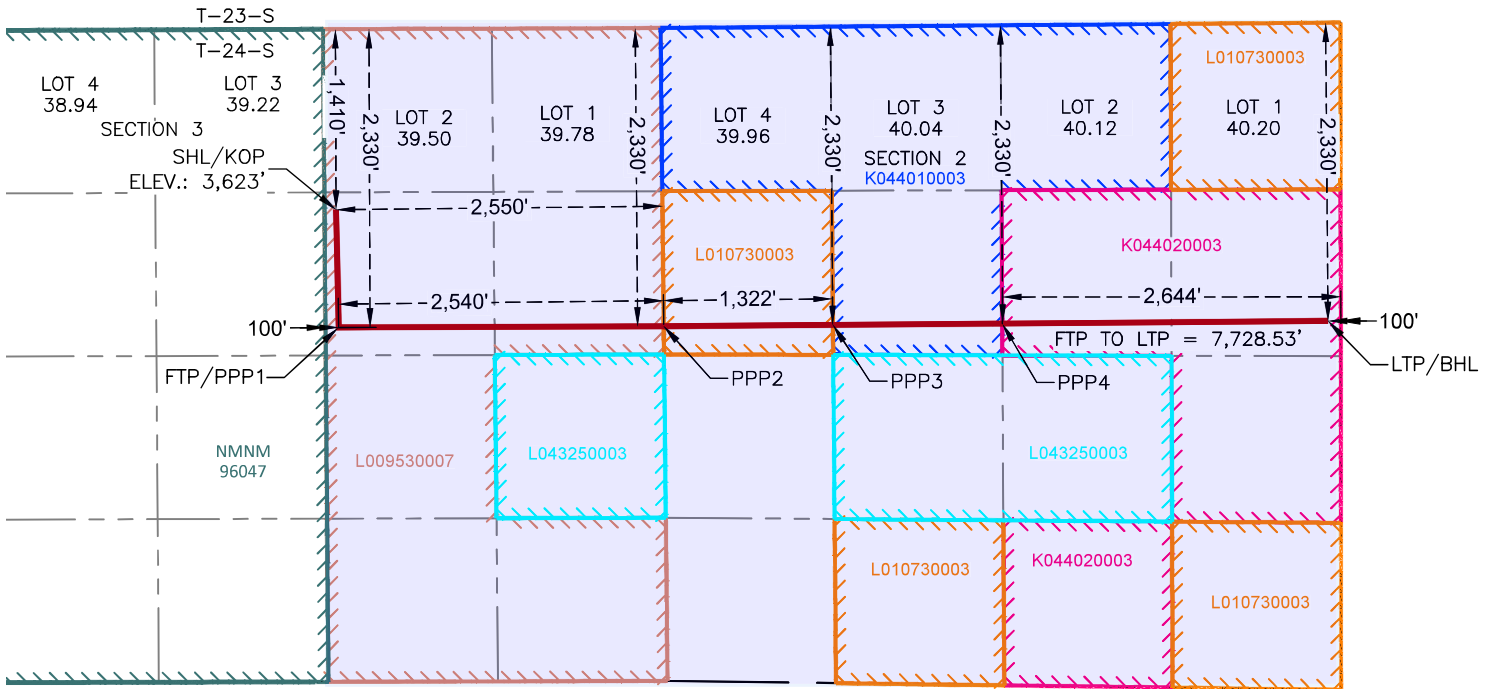 T-23-S
T-24-S
LOT 4
38.94
LOT 3
39.22
SECTION 3
SHL/KOP
ELEV.: 3,623'
1,410'
2,330'
LOT 2
39.50
LOT 1
39.78
2,330'
LOT 4
39.96
2,330'
LOT 3
40.04
SECTION 2
K044010003
2,330'
LOT 2
40.12
L010730003
LOT 1
40.20
2,330'
2,550'
L010730003
K044020003
2,540'
1,322'
2,644'
100'
100'
FTP TO LTP = 7,728.53'
FTP/PPP1
PPP2
PPP3
PPP4
LTP/BHL
NMNM
96047
L009530007
L043250003
L043250003
L010730003
K044020003
L010730003